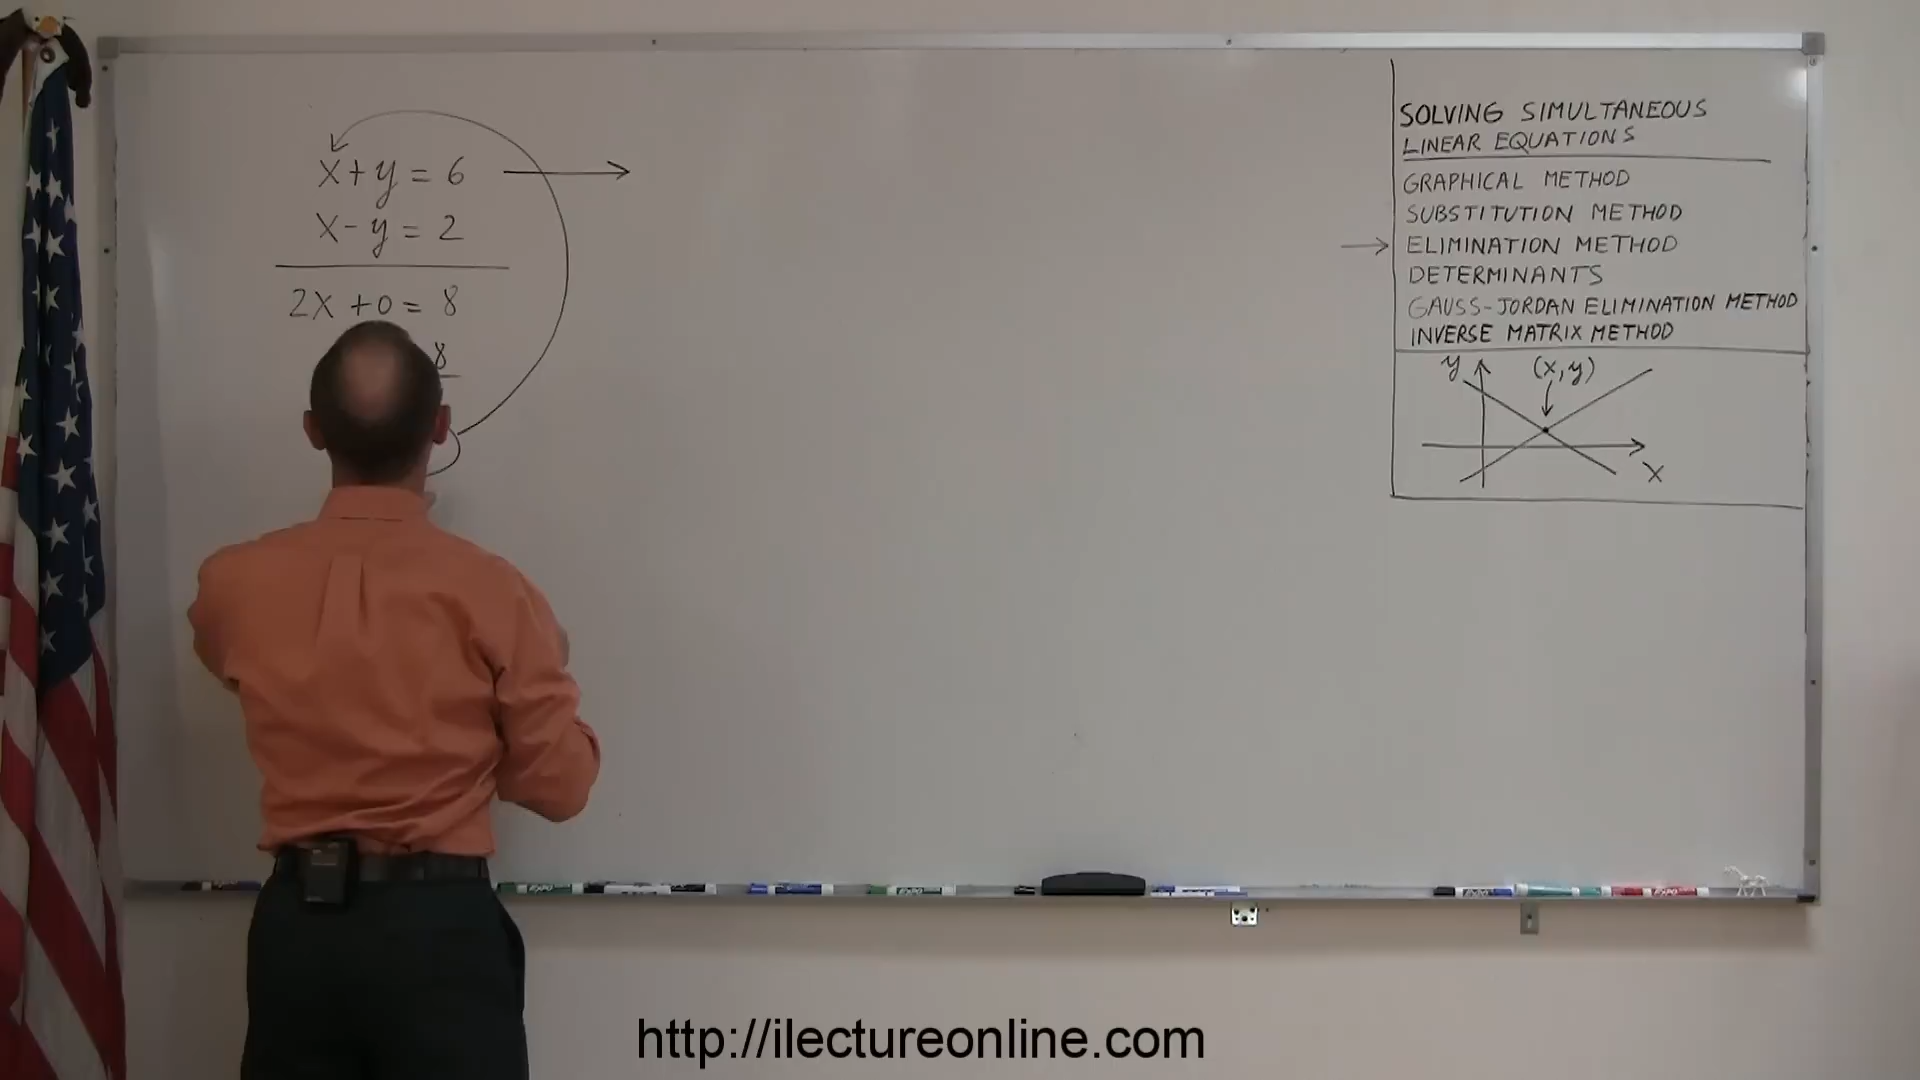 x + y = 6
x - y = 2
2x + 0 = 8
8
SOLVING SIMULTANEOUS
LINEAR EQUATIONS
GRAPHICAL METHOD
SUBSTITUTION METHOD
ELIMINATION METHOD
DETERMINANTS
GAUSS-JORDAN ELIMINATION METHOD
INVERSE MATRIX METHOD
y (x,y)
x
http://ilectureonline.com